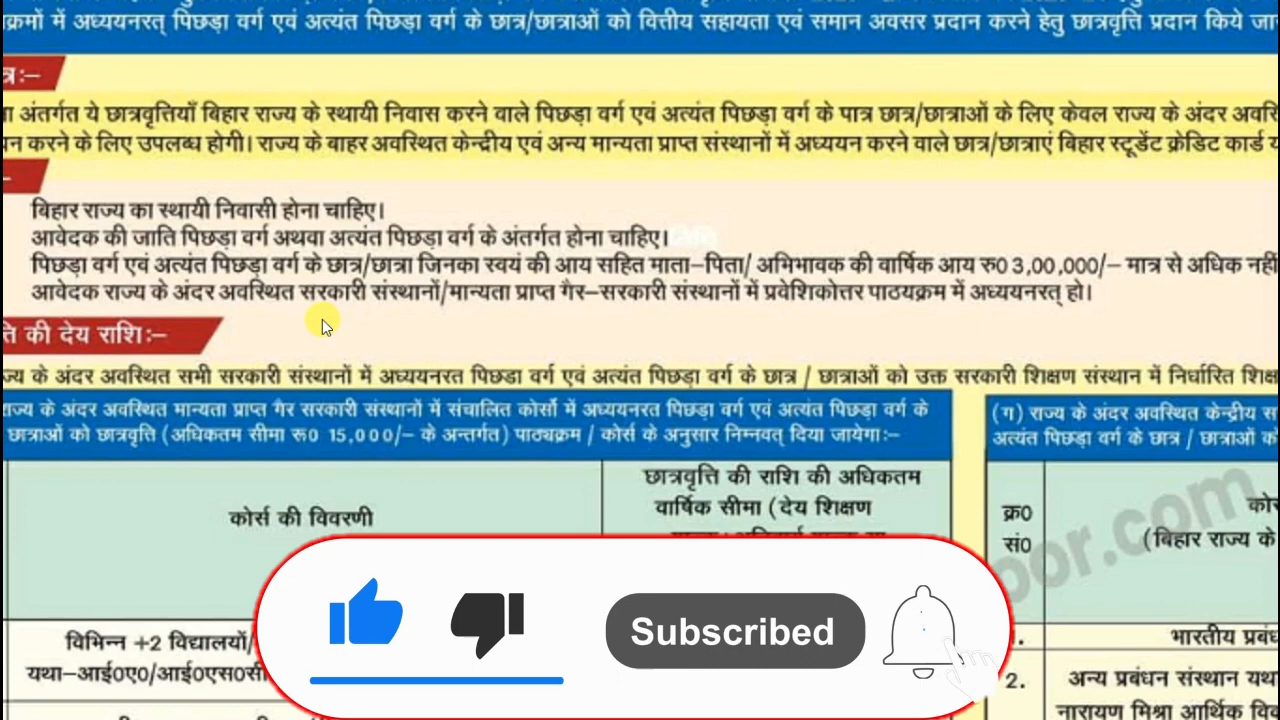 क्रमों में अध्ययनरत् पिछड़ा वर्ग एवं अत्यंत पिछड़ा वर्ग के छात्र/छात्राओं को वित्तीय सहायता एवं समान अवसर प्रदान करने हेतु छात्रवृत्ति प्रदान किये जा
त्रः–
अंतर्गत ये छात्रवृत्तियाँ बिहार राज्य के स्थायी निवास करने वाले पिछड़ा वर्ग एवं अत्यंत पिछड़ा वर्ग के पात्र छात्र/छात्राओं के लिए केवल राज्य के अंदर अवस्थि
करने के लिए उपलब्ध होगी। राज्य के बाहर अवस्थित केन्द्रीय एवं अन्य मान्यता प्राप्त संस्थानों में अध्ययन करने वाले छात्र/छात्राएं बिहार स्टूडेंट क्रेडिट कार्ड
बिहार राज्य का स्थायी निवासी होना चाहिए।
आवेदक की जाति पिछड़ा वर्ग अथवा अत्यंत पिछड़ा वर्ग के अंतर्गत होना चाहिए।
पिछड़ा वर्ग एवं अत्यंत पिछड़ा वर्ग के छात्र/छात्रा जिनका स्वयं की आय सहित माता–पिता/ अभिभावक की वार्षिक आय रु0 3,00,000/– मात्र से अधिक नहीं
आवेदक राज्य के अंदर अवस्थित सरकारी संस्थानों/मान्यता प्राप्त गैर–सरकारी संस्थानों में प्रवेशिकोत्तर पाठयक्रम में अध्ययनरत् हो।
की देय राशिः–
ज्य के अंदर अवस्थित सभी सरकारी संस्थानों में अध्ययनरत पिछडा वर्ग एवं अत्यंत पिछड़ा वर्ग के छात्र / छात्राओं को उक्त सरकारी शिक्षण संस्थान में निर्धारित शिक्ष
राज्य के अंदर अवस्थित मान्यता प्राप्त गैर सरकारी संस्थानों में संचालित कोर्सो में अध्ययनरत पिछड़ा वर्ग एवं अत्यंत पिछड़ा वर्ग के
छात्राओं को छात्रवृति (अधिकतम सीमा रू0 15,000/– के अन्तर्गत) पाठ्यक्रम / कोर्स के अनुसार निम्नवत् दिया जायेगाः–
(ग) राज्य के अंदर अवस्थित केन्द्रीय स
अत्यंत पिछड़ा वर्ग के छात्र / छात्राओं को
कोर्स की विवरणी
छात्रवृत्ति की राशि की अधिकतम
वार्षिक सीमा (देय शिक्षण
क्र0
सं0
कोर
(बिहार राज्य के
oor.com
विभिन्न +2 विद्यालयों/
यथा–आई0ए0/आई0एस0सी
भारतीय प्रबंध
2.
अन्य प्रबंधन संस्थान यथा
नारायण मिश्रा आर्थिक
Subscribed